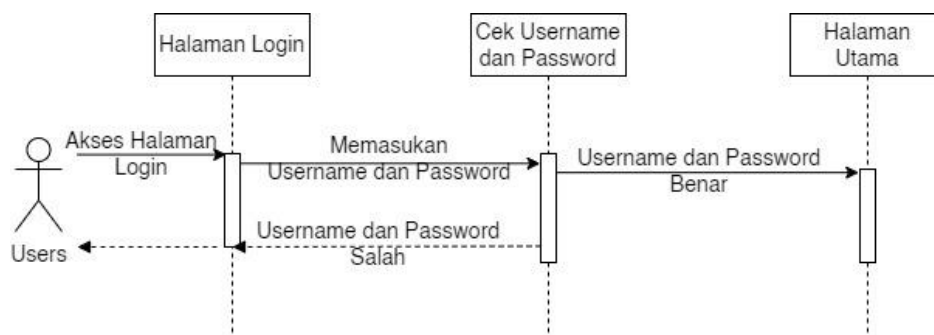 Halaman Login
Cek Username
dan Password
Halaman
Utama
Akses Halaman
Login
Memasukan
Username dan Password
Username dan Password
Benar
Username dan Password
Salah
Users